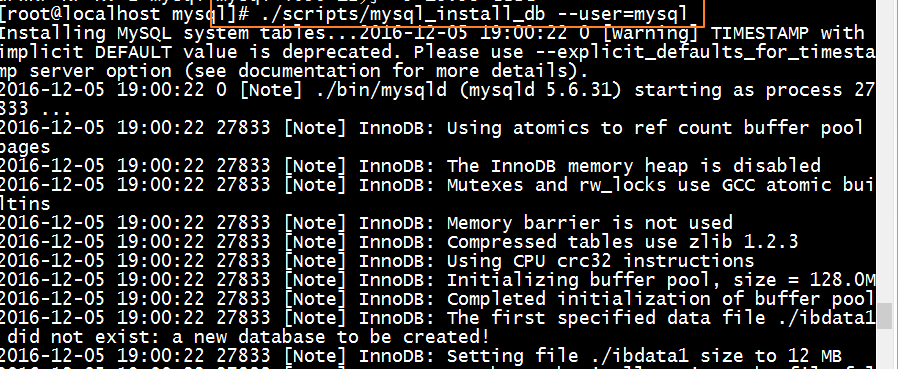 [root@localhost mysql]# ./scripts/mysql_install_db --user=mysql
Installing MySQL system tables...2016-12-05 19:00:22 0 [Warning] TIMESTAMP with
implicit DEFAULT value is deprecated. Please use --explicit_defaults_for_timesta
mp server option (see documentation for more details).
2016-12-05 19:00:22 0 [Note] ./bin/mysqld (mysqld 5.6.31) starting as process 27
833 ...
2016-12-05 19:00:22 27833 [Note] InnoDB: Using atomics to ref count buffer pool
pages
2016-12-05 19:00:22 27833 [Note] InnoDB: The InnoDB memory heap is disabled
2016-12-05 19:00:22 27833 [Note] InnoDB: Mutexes and rw_locks use GCC atomic bui
ltins
2016-12-05 19:00:22 27833 [Note] InnoDB: Memory barrier is not used
2016-12-05 19:00:22 27833 [Note] InnoDB: Compressed tables use zlib 1.2.3
2016-12-05 19:00:22 27833 [Note] InnoDB: Using CPU crc32 instructions
2016-12-05 19:00:22 27833 [Note] InnoDB: Initializing buffer pool, size = 128.0M
2016-12-05 19:00:22 27833 [Note] InnoDB: Completed initialization of buffer pool
2016-12-05 19:00:22 27833 [Note] InnoDB: The first specified data file ./ibdata1
did not exist: a new database to be created!
2016-12-05 19:00:22 27833 [Note] InnoDB: Setting file ./ibdata1 size to 12 MB